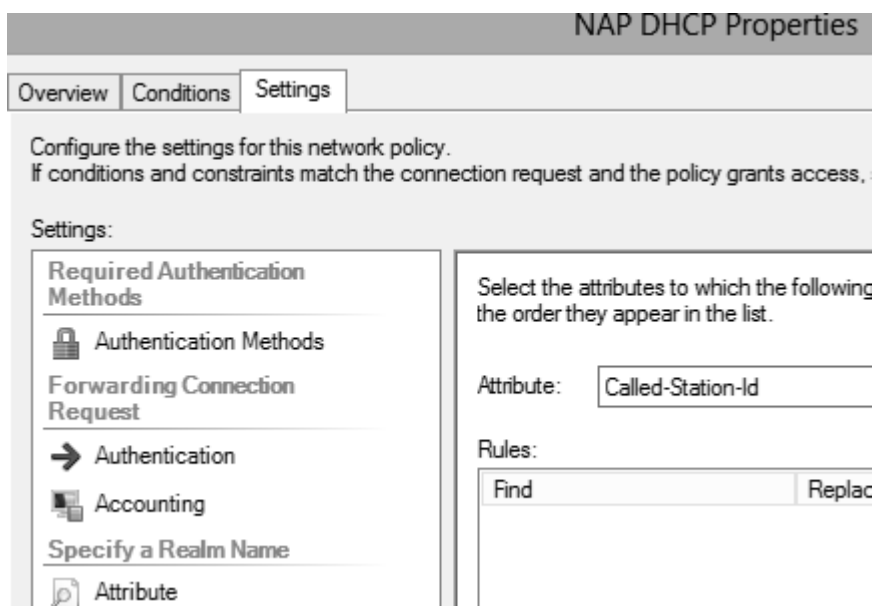 NAP DHCP Properties
Overview Conditions Settings
Configure the settings for this network policy.
If conditions and constraints match the connection request and the policy grants access,
Settings:
Required Authentication
Methods
Authentication Methods
Forwarding Connection
Request
Authentication
Accounting
Specify a Realm Name
Attribute
Select the attributes to which the following
the order they appear in the list.
Attribute: Called-Station-Id
Rules:
Find Replac